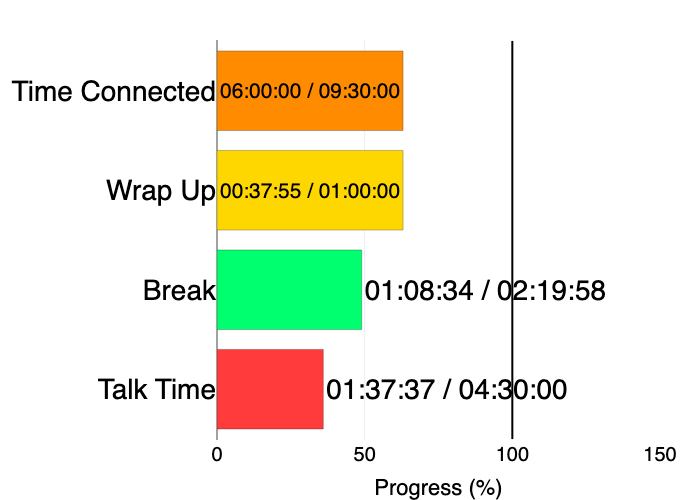 Time Connected 06:00:00 / 09:30:00
Wrap Up 00:37:55 / 01:00:00
Break 01:08:34 / 02:19:58
Talk Time 01:37:37 / 04:30:00
0 50 100 150
Progress (%)